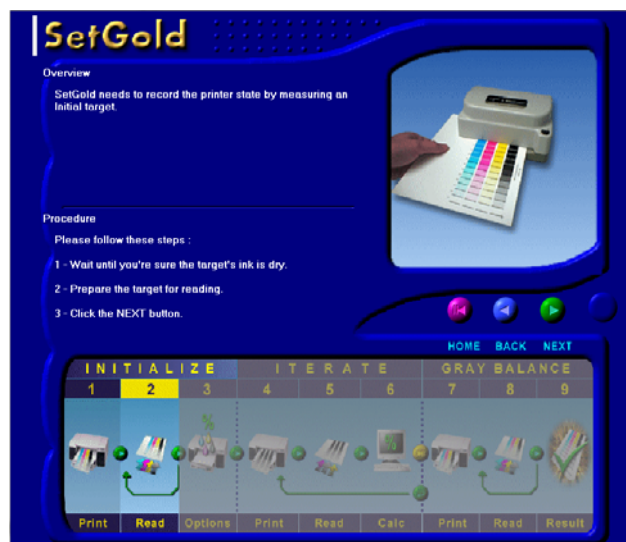 SetGold
Overview
SetGold needs to record the printer state by measuring an
Initial target.
Procedure
Please follow these steps :
1 - Wait until you're sure the target's ink is dry.
2 - Prepare the target for reading.
3 - Click the NEXT button.
HOME BACK NEXT
INITIALIZE ITERATE GRAY BALANCE
1 2 3 4 5 6 7 8 9
Print Read Options Print Read Calc Print Read Result